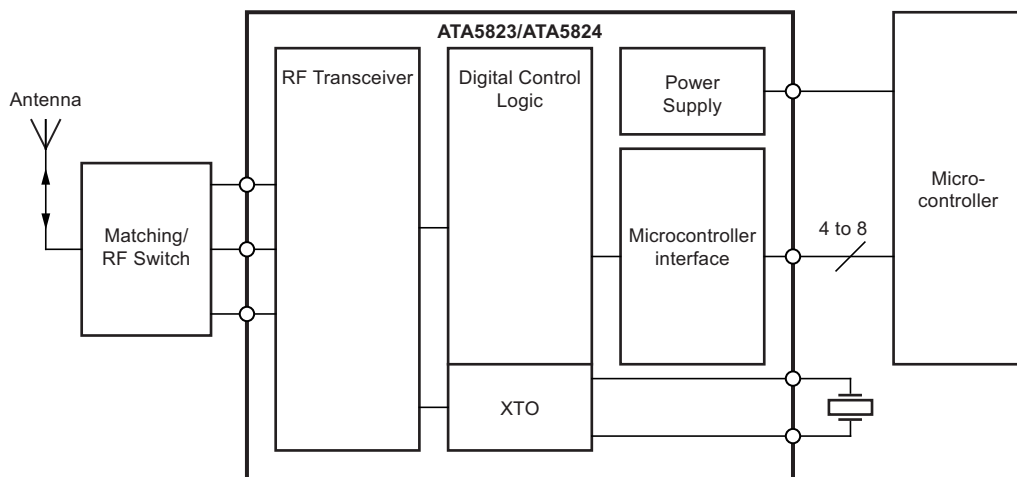 ATA5823/ATA5824
RF Transceiver
Digital Control
Logic
Power
Supply
Antenna
Micro-
controller
Matching/
RF Switch
Microcontroller
interface
4 to 8
XTO